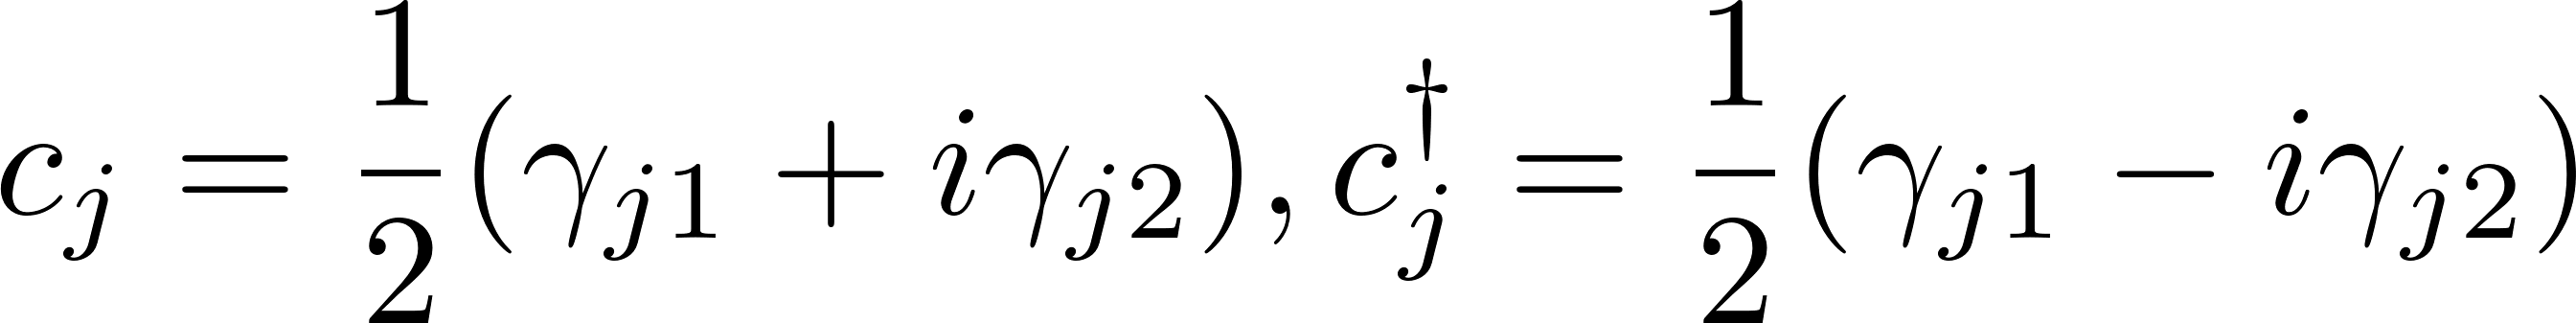 c_j = \frac{1}{2}(\gamma_{j1} + i\gamma_{j2}), c_j^\dagger = \frac{1}{2}(\gamma_{j1} - i\gamma_{j2})